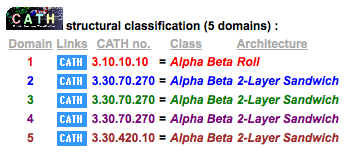 CATH structural classification (5 domains) :
Domain Links CATH no. Class Architecture
1 CATH 3.10.10.10 = Alpha Beta Roll
2 CATH 3.30.70.270 = Alpha Beta 2-Layer Sandwich
3 CATH 3.30.70.270 = Alpha Beta 2-Layer Sandwich
4 CATH 3.30.70.270 = Alpha Beta 2-Layer Sandwich
5 CATH 3.30.420.10 = Alpha Beta 2-Layer Sandwich